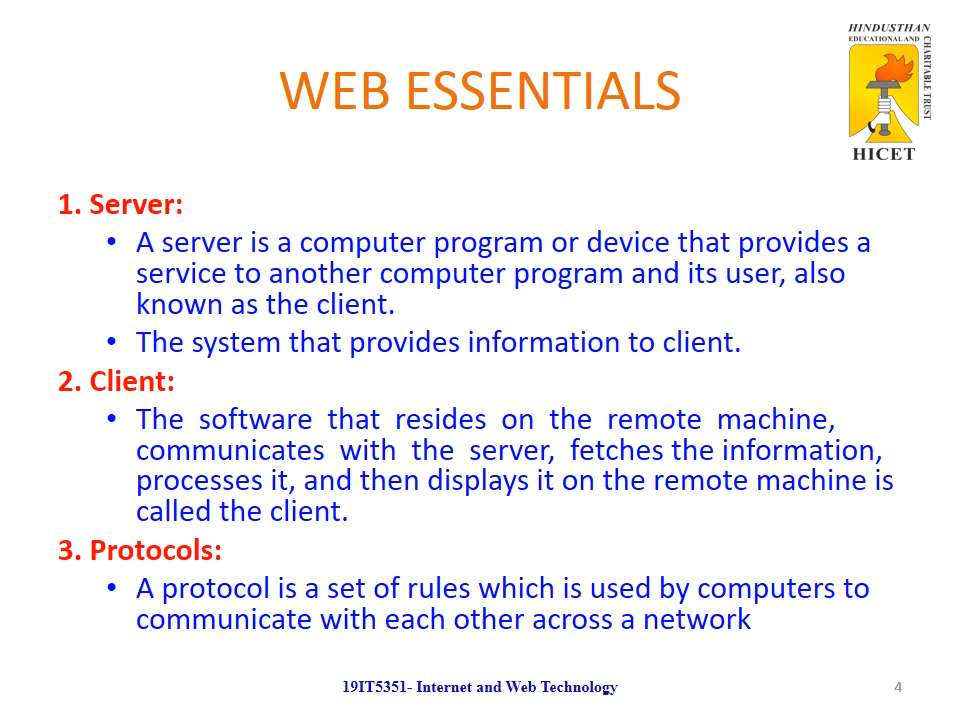 HINDUSTHAN
EDUCATIONAL AND
CHARITABLE TRUST
HICET
WEB ESSENTIALS
1. Server:
• A server is a computer program or device that provides a
service to another computer program and its user, also
known as the client.
• The system that provides information to client.
2. Client:
• The software that resides on the remote machine,
communicates with the server, fetches the information,
processes it, and then displays it on the remote machine is
called the client.
3. Protocols:
• A protocol is a set of rules which is used by computers to
communicate with each other across a network
19IT5351- Internet and Web Technology
4